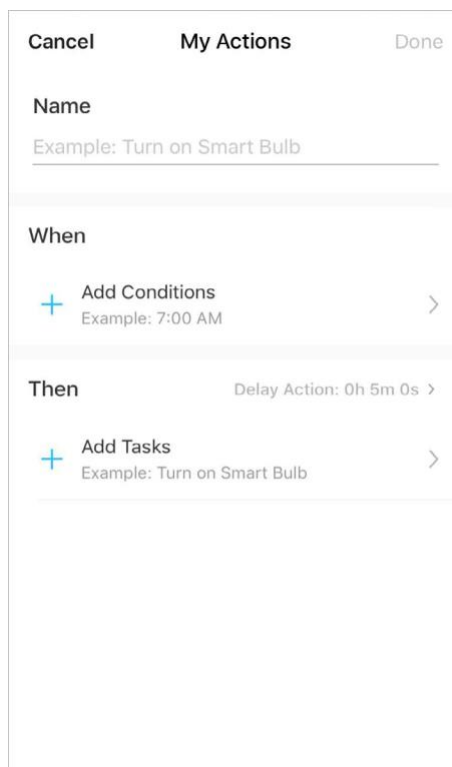 Cancel My Actions Done
Name
Example: Turn on Smart Bulb
When
Add Conditions
Example: 7:00 AM
Then Delay Action: 0h 5m 0s >
Add Tasks
Example: Turn on Smart Bulb